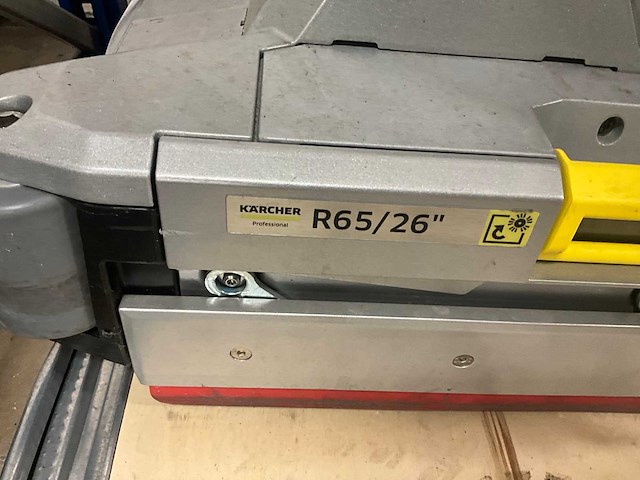 KÄRCHER
Professional
R65/26"